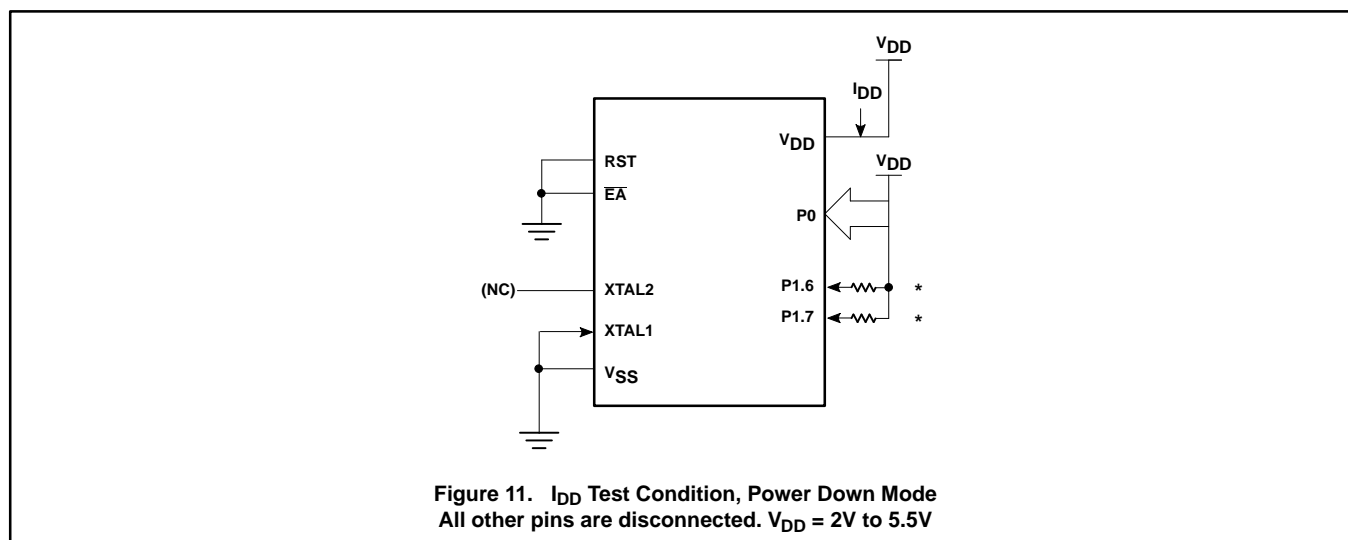 VDD
IDD
VDD
VDD
RST
EA
P0
(NC)
XTAL2
P1.6
*
P1.7
*
XTAL1
VSS
Figure 11. IDD Test Condition, Power Down Mode
All other pins are disconnected. VDD = 2V to 5.5V